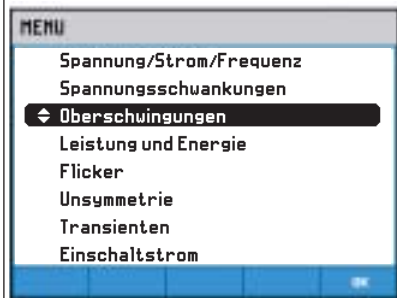 MENU
Spannung/Strom/Frequenz
Spannungsschwankungen
Oberschwingungen
Leistung und Energie
Flicker
Unsymmetrie
Transienten
Einschaltstrom
OK